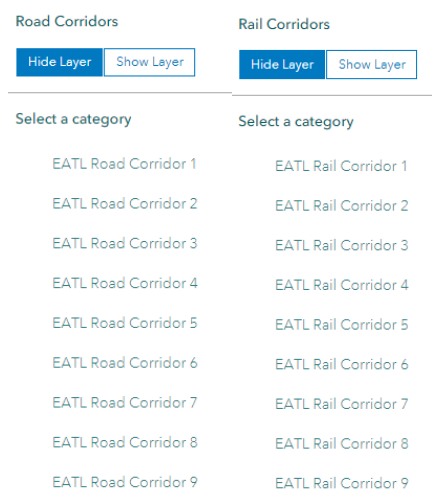 Road Corridors
Hide Layer Show Layer
Select a category
EATL Road Corridor 1
EATL Road Corridor 2
EATL Road Corridor 3
EATL Road Corridor 4
EATL Road Corridor 5
EATL Road Corridor 6
EATL Road Corridor 7
EATL Road Corridor 8
EATL Road Corridor 9
Rail Corridors
Hide Layer Show Layer
Select a category
EATL Rail Corridor 1
EATL Rail Corridor 2
EATL Rail Corridor 3
EATL Rail Corridor 4
EATL Rail Corridor 5
EATL Rail Corridor 6
EATL Rail Corridor 7
EATL Rail Corridor 8
EATL Rail Corridor 9